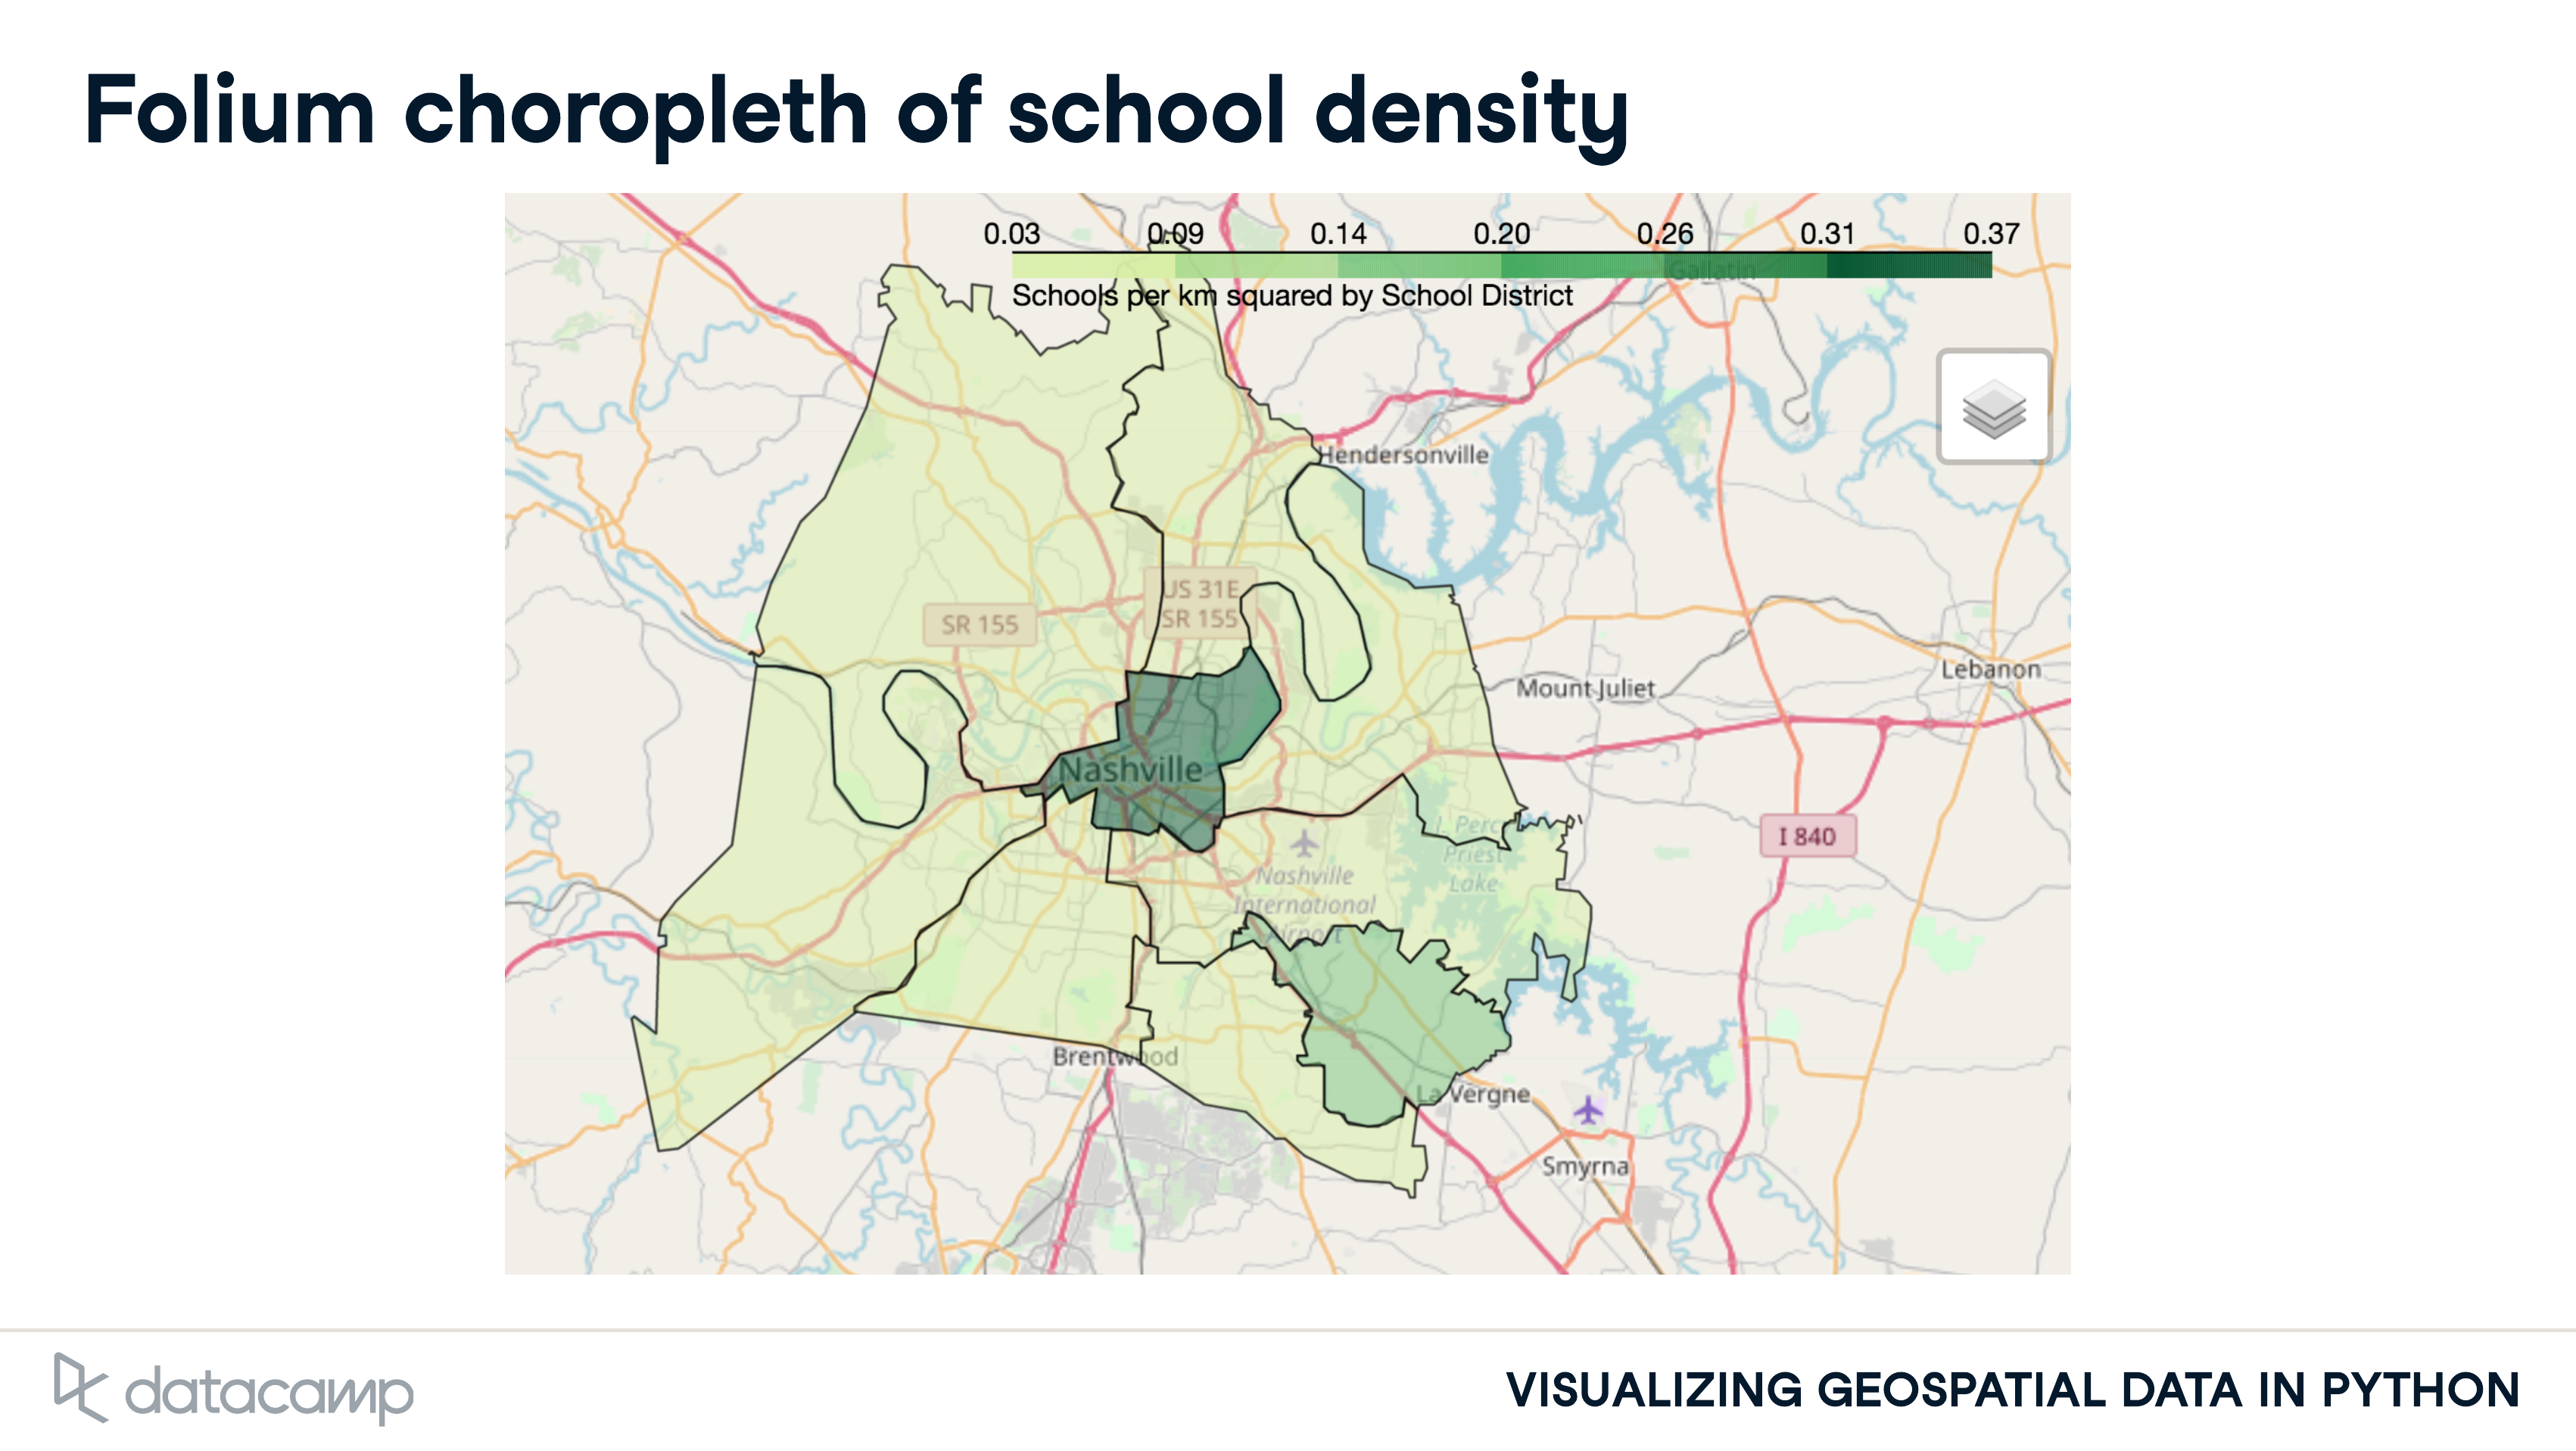 Folium choropleth of school density
0.03 0.09 0.14 0.20 0.26 0.31 0.37
Gallatin
Schools per km squared by School District
Hendersonville
US 31E
SR 155
SR 155
Lebanon
Mount Juliet
Nashville
J. Percy
Priest
Lake
I 840
Nashville
International
Airport
Brentwood
La Vergne
Smyrna
datacamp
VISUALIZING GEOSPATIAL DATA IN PYTHON